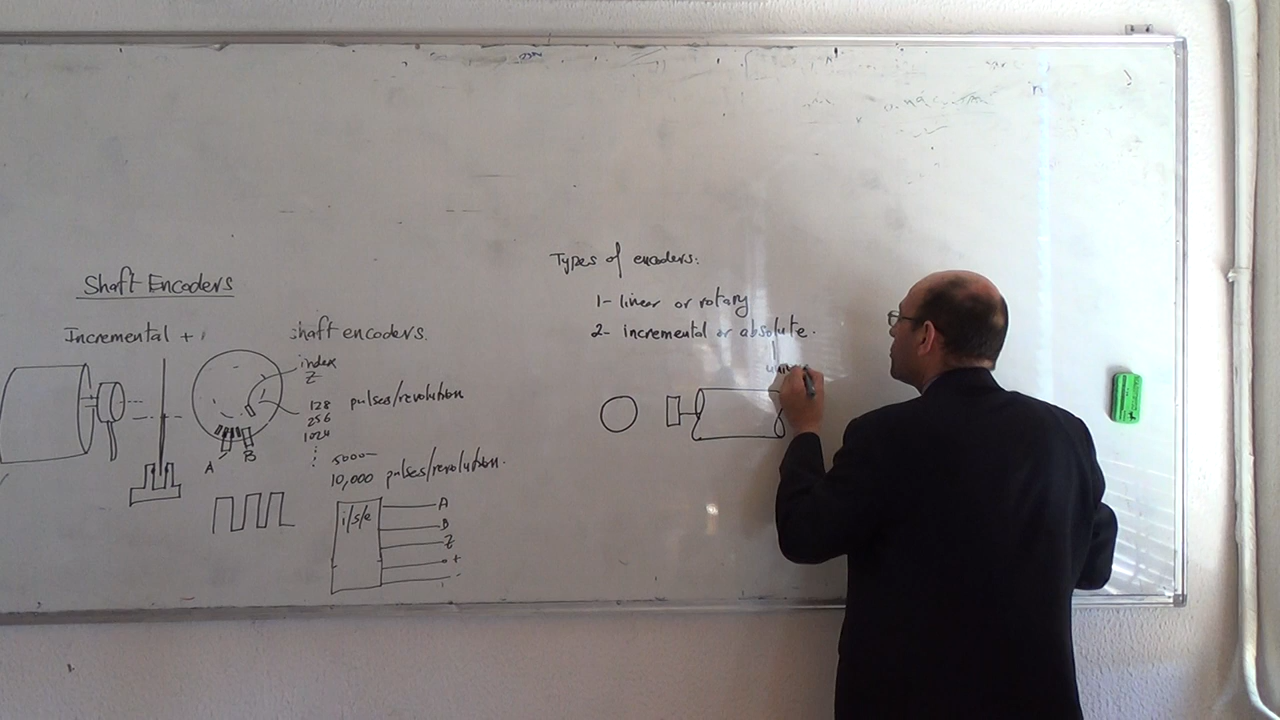 Shaft Encoders
Incremental + shaft encoders.
index
Z
128 pulses/revolution
256
1024
5000
10,000 pulses/revolution.
A
B
i/s/e
A
B
Z
+
-
Types of encoders:
1- linear or rotary
2- incremental or absolute.